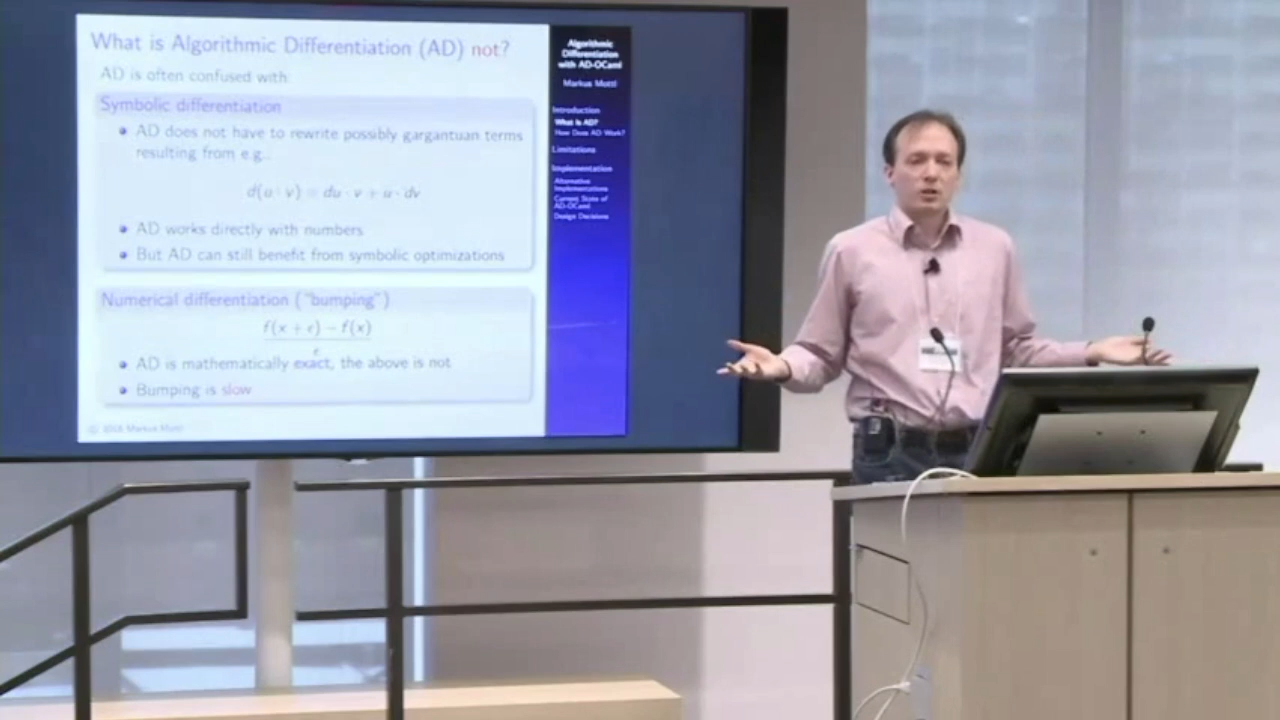 What is Algorithmic Differentiation (AD) not?
AD is often confused with:
Symbolic differentiation
AD does not have to rewrite possibly gargantuan terms
resulting from e.g.:
d(u · v) = du · v + u · dv
AD works directly with numbers
But AD can still benefit from symbolic optimizations
Numerical differentiation ("bumping")
f(x + ϵ) − f(x)
ϵ
AD is mathematically exact, the above is not
Bumping is slow
Markus Mottl
Algorithmic
Differentiation
with AD-OCaml
Markus Mottl
Introduction
What is AD?
How Does AD Work?
Limitations
Implementation
Alternative
Implementations
Current State of
AD-OCaml
Design Decisions